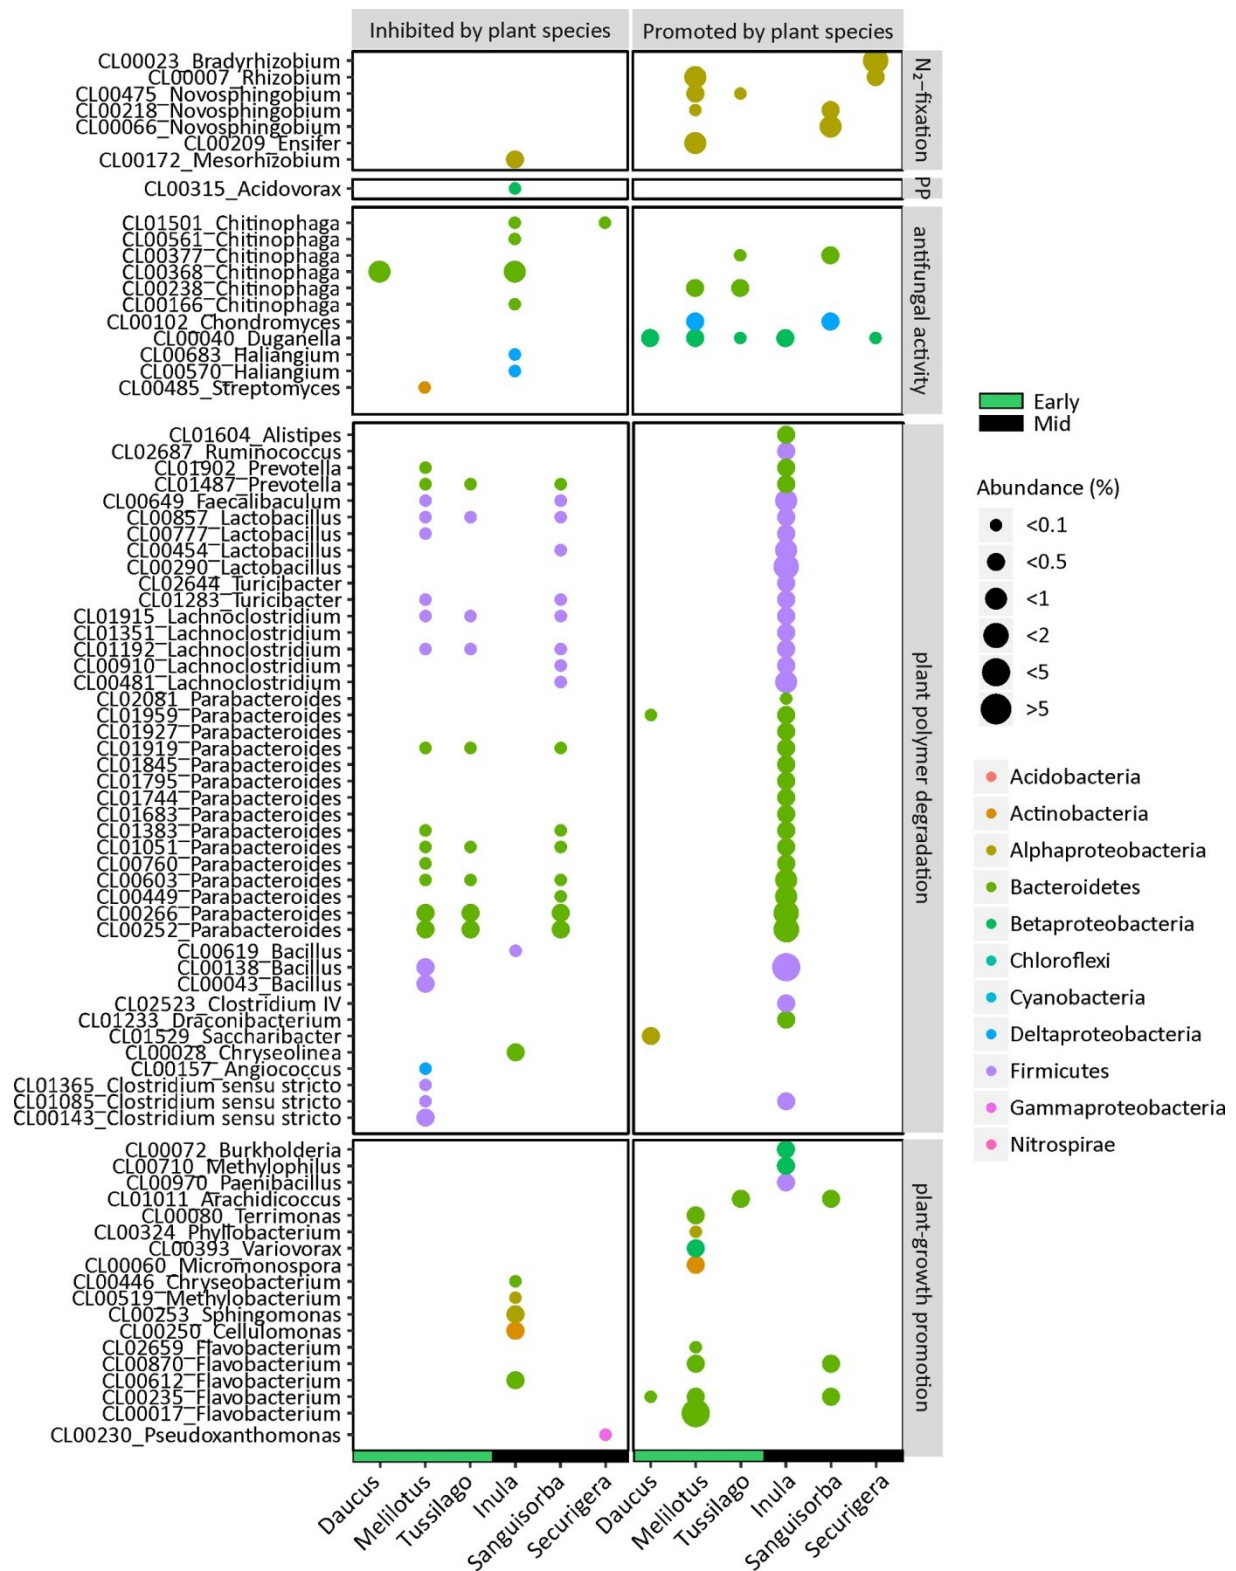 Inhibited by plant species
Promoted by plant species
CL00023_Bradyrhizobium
CL00007_Rhizobium
CL00475_Novosphingobium
CL00218_Novosphingobium
CL00066_Novosphingobium
CL00209_Ensifer
CL00172_Mesorhizobium
N₂-fixation
CL00315_Acidovorax
PP
CL01501_Chitinophaga
CL00561_Chitinophaga
CL00377_Chitinophaga
CL00368_Chitinophaga
CL00238_Chitinophaga
CL00166_Chitinophaga
CL00102_Chondromyces
CL00040_Duganella
CL00683_Haliangium
CL00570_Haliangium
CL00485_Streptomyces
antifungal activity
CL01604_Alistipes
CL02687_Ruminococcus
CL01902_Prevotella
CL01487_Prevotella
CL00649_Faecalibaculum
CL00857_Lactobacillus
CL00777_Lactobacillus
CL00454_Lactobacillus
CL00290_Lactobacillus
CL02644_Turicibacter
CL01283_Turicibacter
CL01915_Lachnoclostridium
CL01351_Lachnoclostridium
CL01192_Lachnoclostridium
CL00910_Lachnoclostridium
CL00481_Lachnoclostridium
CL02081_Parabacteroides
CL01959_Parabacteroides
CL01927_Parabacteroides
CL01919_Parabacteroides
CL01845_Parabacteroides
CL01795_Parabacteroides
CL01744_Parabacteroides
CL01683_Parabacteroides
CL01383_Parabacteroides
CL01051_Parabacteroides
CL00760_Parabacteroides
CL00603_Parabacteroides
CL00449_Parabacteroides
CL00266_Parabacteroides
CL00252_Parabacteroides
CL00619_Bacillus
CL00138_Bacillus
CL00043_Bacillus
CL02523_Clostridium IV
CL01233_Draconibacterium
CL01529_Saccharibacter
CL00028_Chryseolinea
CL00157_Angiococcus
CL01365_Clostridium sensu stricto
CL01085_Clostridium sensu stricto
CL00143_Clostridium sensu stricto
plant polymer degradation
CL00072_Burkholderia
CL00710_Methylophilus
CL00970_Paenibacillus
CL01011_Arachidicoccus
CL00080_Terrimonas
CL00324_Phyllobacterium
CL00393_Variovorax
CL00060_Micromonospora
CL00446_Chryseobacterium
CL00519_Methylobacterium
CL00253_Sphingomonas
CL00250_Cellulomonas
CL02659_Flavobacterium
CL00870_Flavobacterium
CL00612_Flavobacterium
CL00235_Flavobacterium
CL00017_Flavobacterium
CL00230_Pseudoxanthomonas
plant-growth promotion
Daucus
Melilotus
Tussilago
Inula
Sanguisorba
Securigera
Daucus
Melilotus
Tussilago
Inula
Sanguisorba
Securigera
Early
Mid
Abundance (%)
<0.1
<0.5
<1
<2
<5
>5
Acidobacteria
Actinobacteria
Alphaproteobacteria
Bacteroidetes
Betaproteobacteria
Chloroflexi
Cyanobacteria
Deltaproteobacteria
Firmicutes
Gammaproteobacteria
Nitrospirae